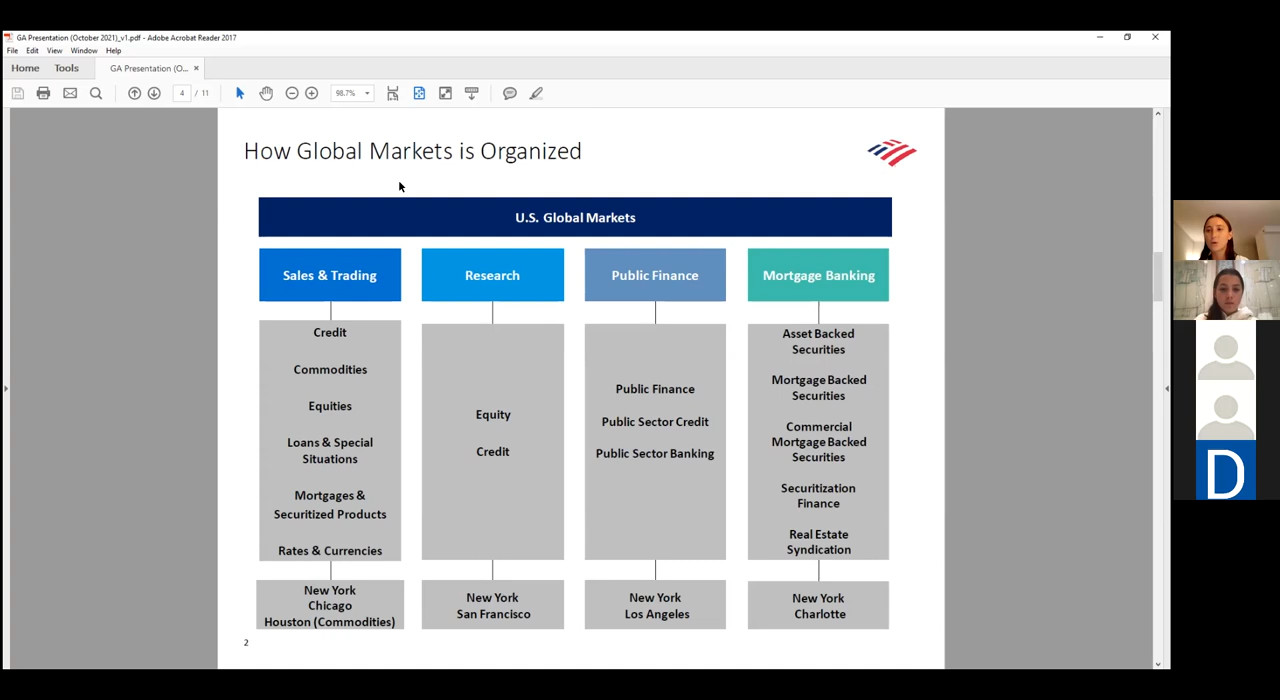 GA Presentation (October 2021)_v1.pdf - Adobe Acrobat Reader 2017
File Edit View Window Help
Home Tools GA Presentation (O... ×
4 / 11 98.7%
How Global Markets is Organized
U.S. Global Markets
Sales & Trading
Credit
Commodities
Equities
Loans & Special
Situations
Mortgages &
Securitized Products
Rates & Currencies
New York
Chicago
Houston (Commodities)
Research
Equity
Credit
New York
San Francisco
Public Finance
Public Finance
Public Sector Credit
Public Sector Banking
New York
Los Angeles
Mortgage Banking
Asset Backed
Securities
Mortgage Backed
Securities
Commercial
Mortgage Backed
Securities
Securitization
Finance
Real Estate
Syndication
New York
Charlotte
2
D